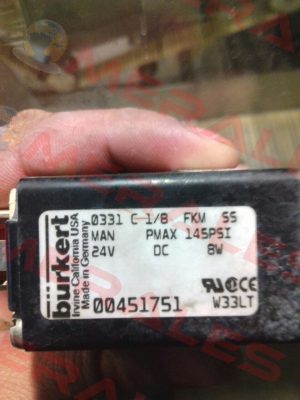 burkert
Irvine California USA
Made in Germany
0331 C 1/8 FKM SS
MAN PMAX 145PSI
24V DC 8W
00451751
W33LT